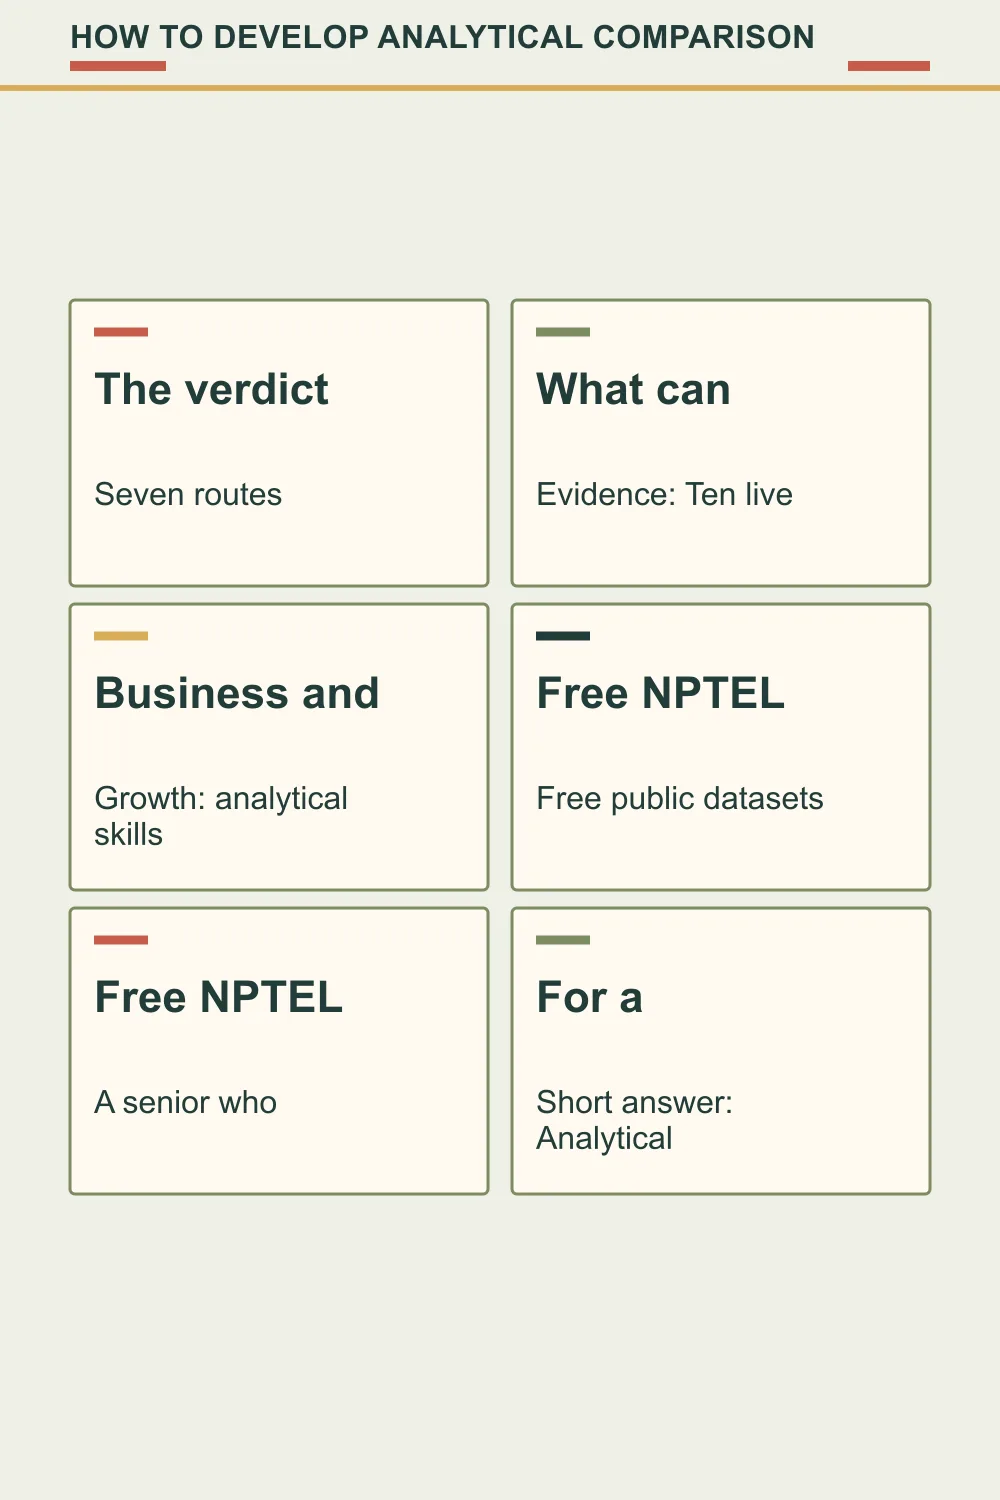 HOW TO DEVELOP ANALYTICAL COMPARISON
The verdict
Seven routes
What can
Evidence: Ten live
Business and
Growth: analytical
skills
Free NPTEL
Free public datasets
Free NPTEL
A senior who
For a
Short answer:
Analytical